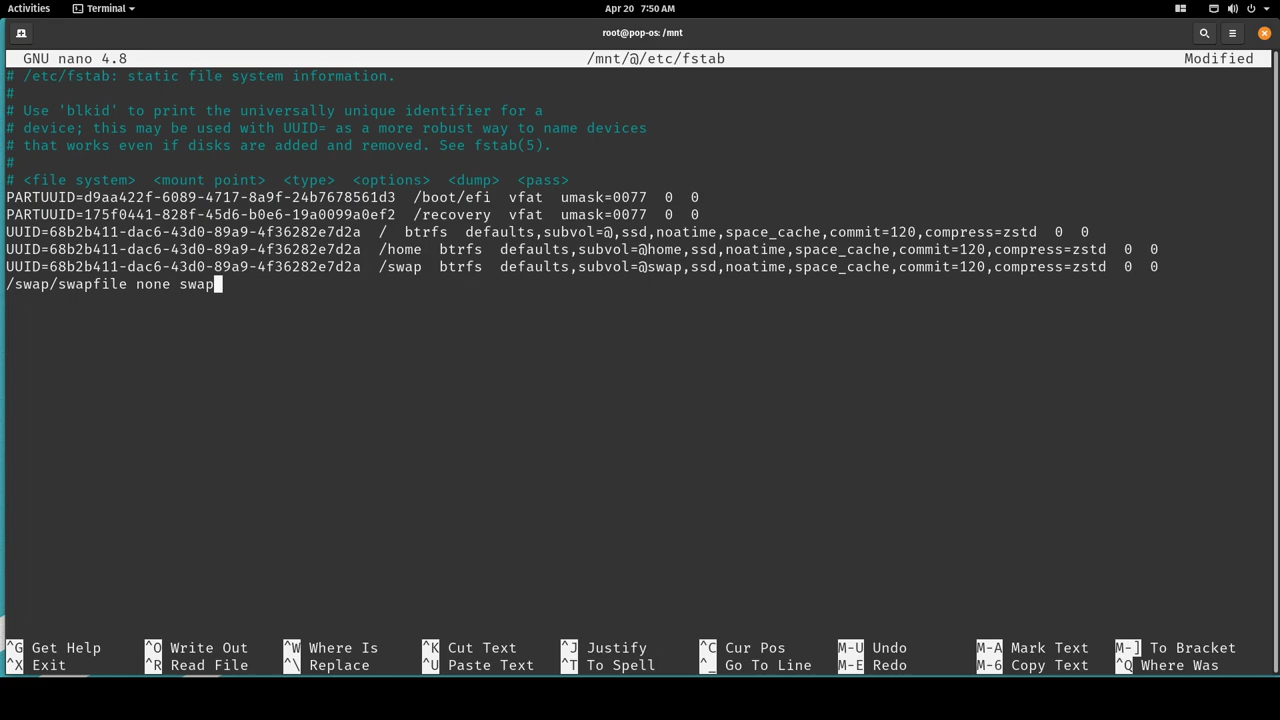 Activities Terminal Apr 20 7:50 AM
root@pop-os: /mnt
GNU nano 4.8 /mnt/@/etc/fstab Modified
# /etc/fstab: static file system information.
#
# Use 'blkid' to print the universally unique identifier for a
# device; this may be used with UUID= as a more robust way to name devices
# that works even if disks are added and removed. See fstab(5).
#
# <file system> <mount point> <type> <options> <dump> <pass>
PARTUUID=d9aa422f-6089-4717-8a9f-24b7678561d3 /boot/efi vfat umask=0077 0 0
PARTUUID=175f0441-828f-45d6-b0e6-19a0099a0ef2 /recovery vfat umask=0077 0 0
UUID=68b2b411-dac6-43d0-89a9-4f36282e7d2a / btrfs defaults,subvol=@,ssd,noatime,space_cache,commit=120,compress=zstd 0 0
UUID=68b2b411-dac6-43d0-89a9-4f36282e7d2a /home btrfs defaults,subvol=@home,ssd,noatime,space_cache,commit=120,compress=zstd 0 0
UUID=68b2b411-dac6-43d0-89a9-4f36282e7d2a /swap btrfs defaults,subvol=@swap,ssd,noatime,space_cache,commit=120,compress=zstd 0 0
/swap/swapfile none swap
^G Get Help ^O Write Out ^W Where Is ^K Cut Text ^J Justify ^C Cur Pos M-U Undo M-A Mark Text M-] To Bracket
^X Exit ^R Read File ^\ Replace ^U Paste Text ^T To Spell ^_ Go To Line M-E Redo M-6 Copy Text ^Q Where Was